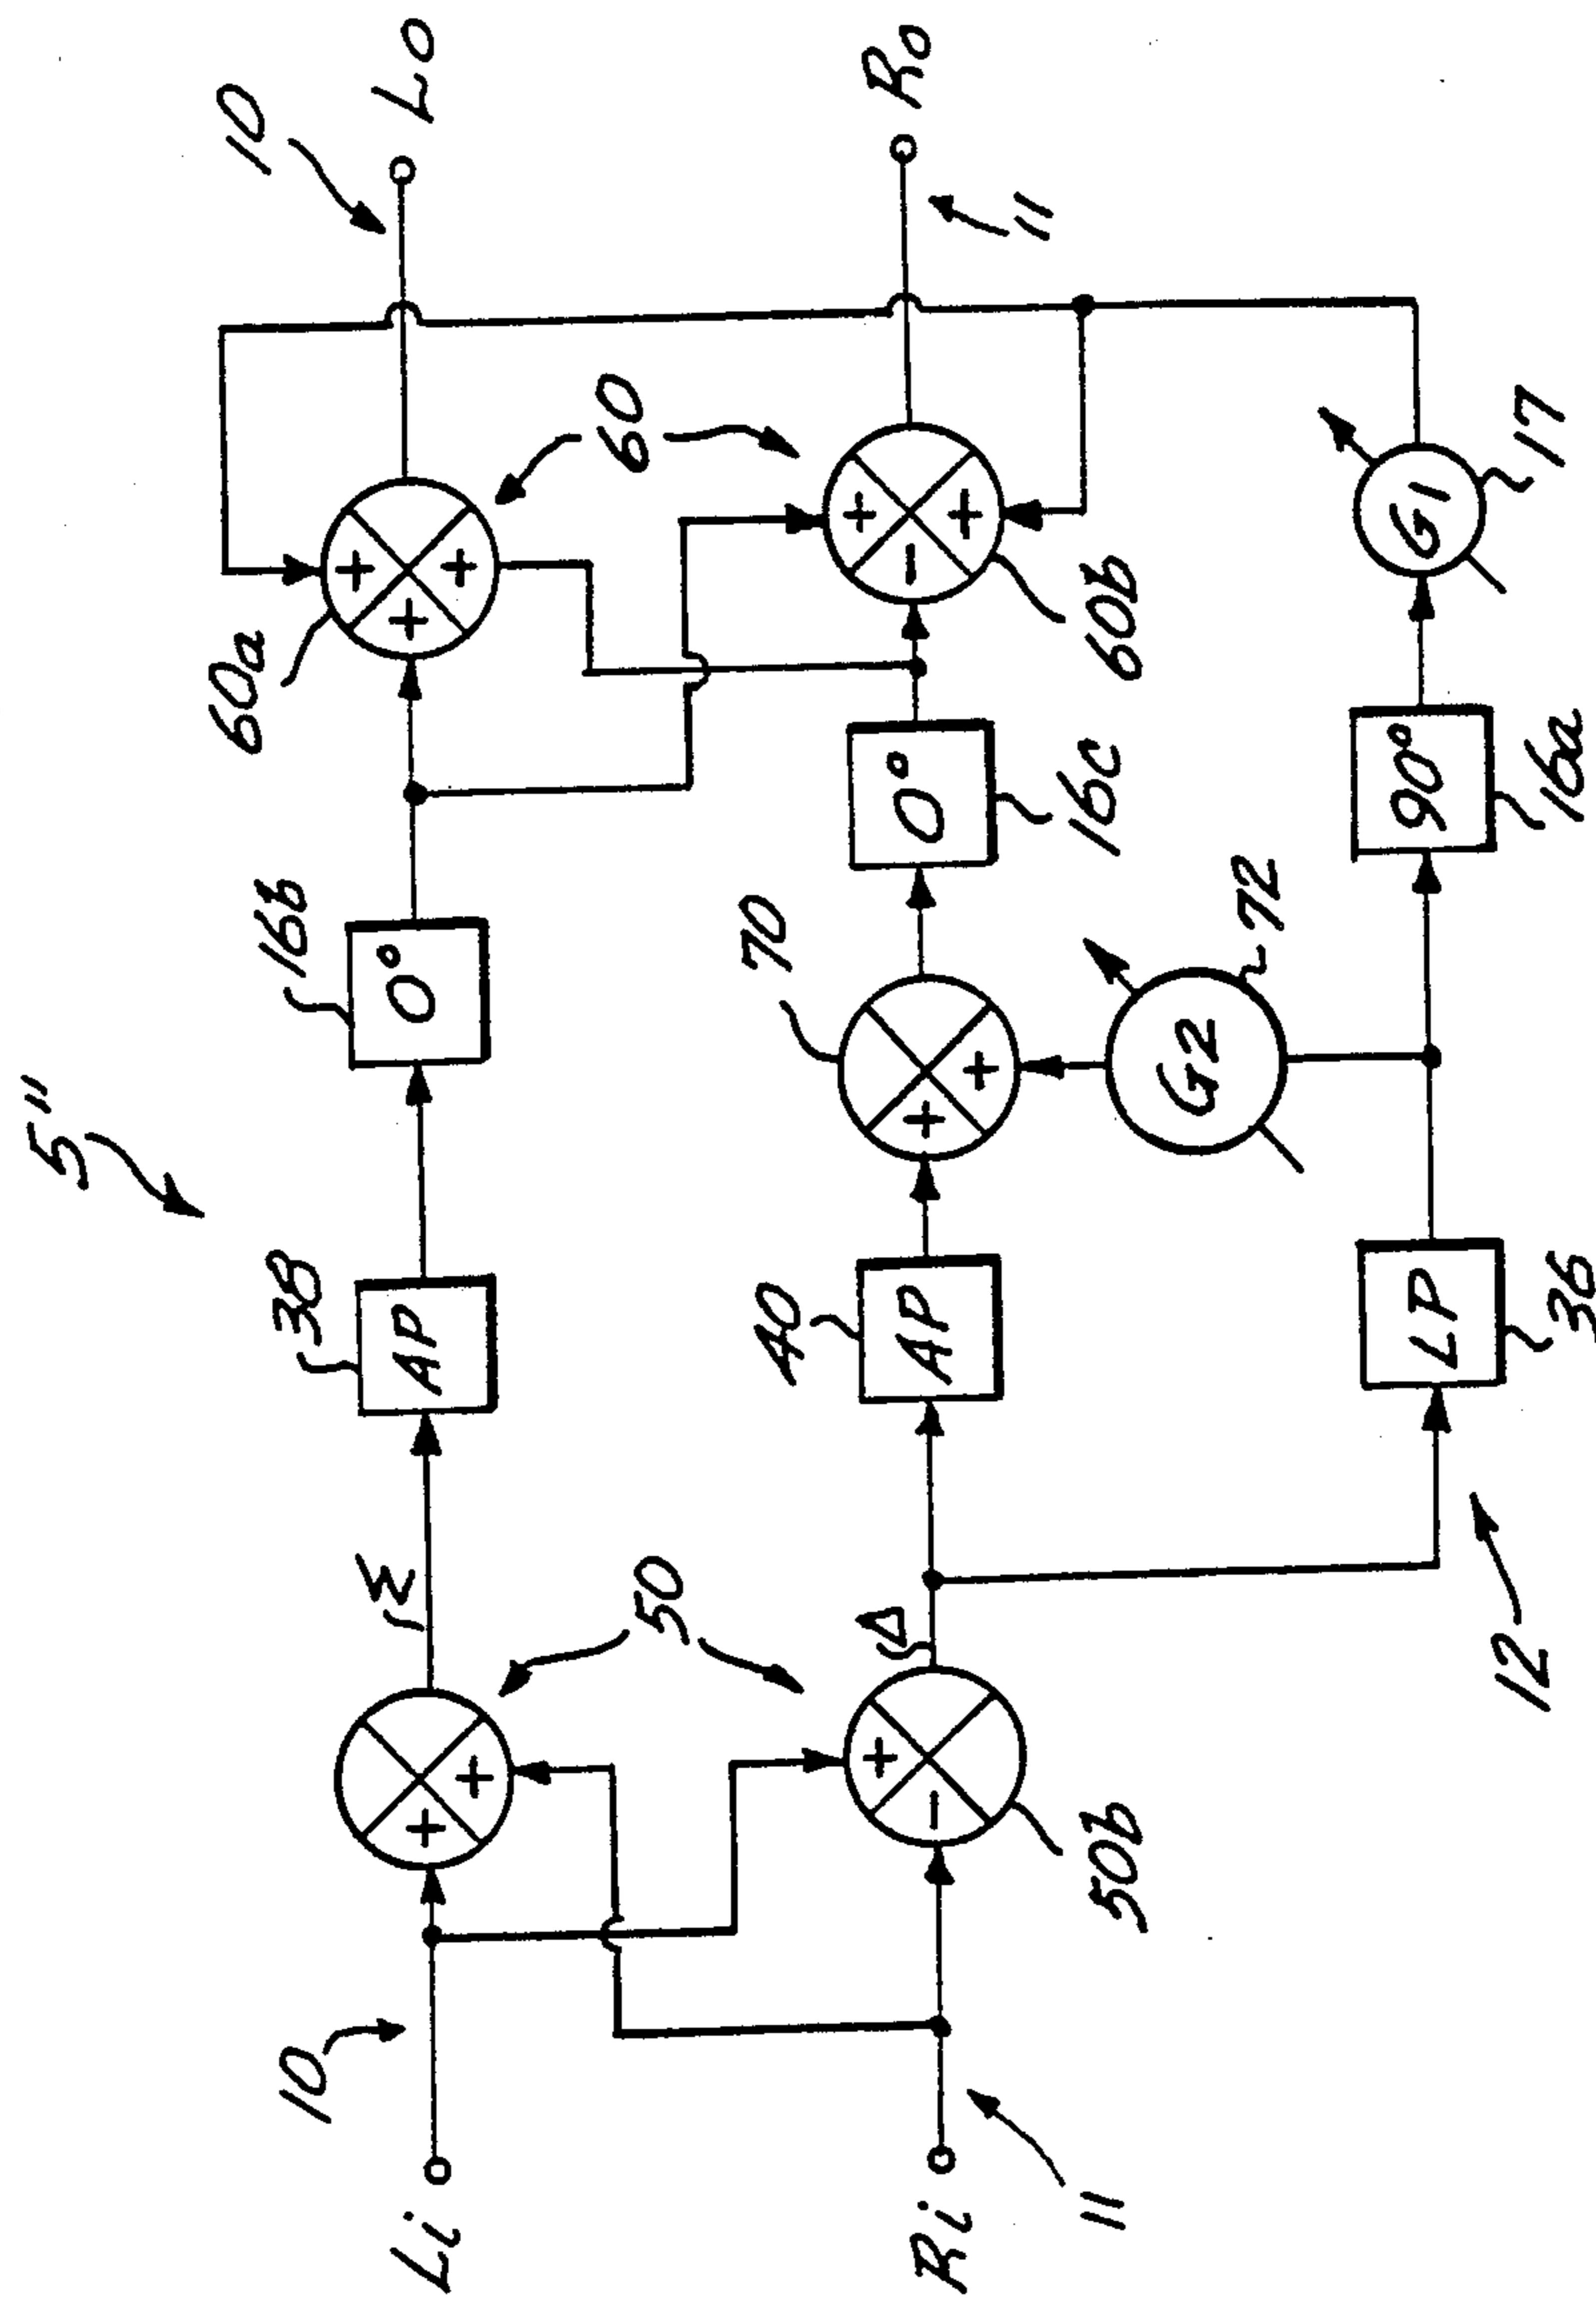 5"
10
Li
Σ
38
AP
16b
0°
60a
+
+
+
10
Lo
+
+
50
60
11
Ri
+
−
50b
Δ
40
AP
70
+
+
0°
16c
+
−
+
60b
11
Ro
12
LP
36
G2
72
90°
16a
G1
17